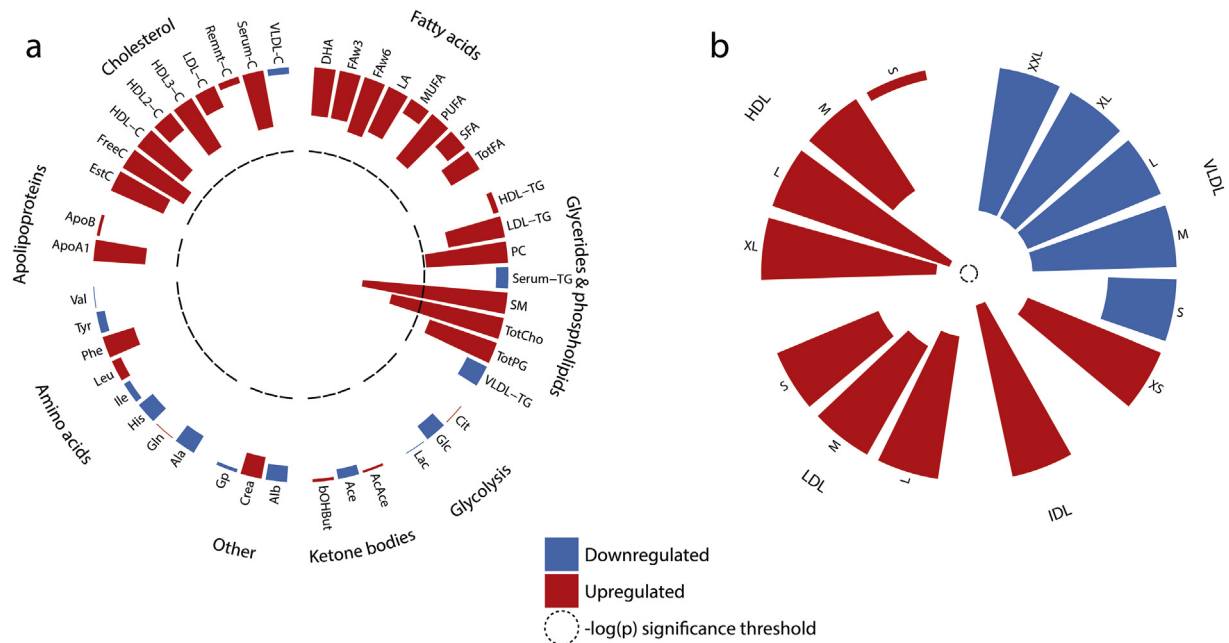 a
Cholesterol
EstC
FreeC
HDL–C
HDL2–C
HDL3–C
LDL–C
Remnt–C
Serum-C
VLDL-C
Fatty acids
DHA
FAw3
FAw6
LA
MUFA
PUFA
SFA
TotFA
Glycerides & phospholipids
HDL–TG
LDL–TG
PC
Serum–TG
SM
TotCho
TotPG
VLDL–TG
Glycolysis
Cit
Glc
Lac
Ketone bodies
AcAce
Ace
bOHBut
Other
Alb
Crea
Gp
Amino acids
Ala
Gln
His
Ile
Leu
Phe
Tyr
Val
Apolipoproteins
ApoA1
ApoB
b
HDL
XL
L
M
S
VLDL
XXL
XL
L
M
S
XS
IDL
LDL
L
M
S
Downregulated
Upregulated
-log(p) significance threshold